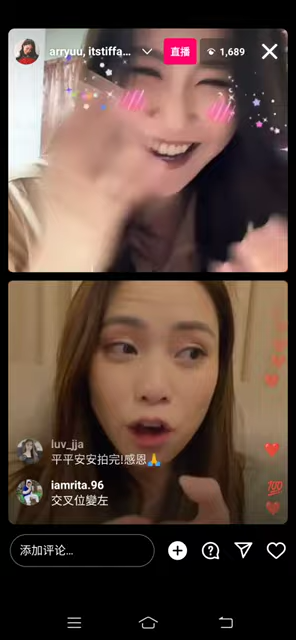 arryuu, itstiffa...
直播
1,689
luv_jja
平平安安拍完!感恩🙏
iamrita.96
交叉位變左
💯
添加评论...